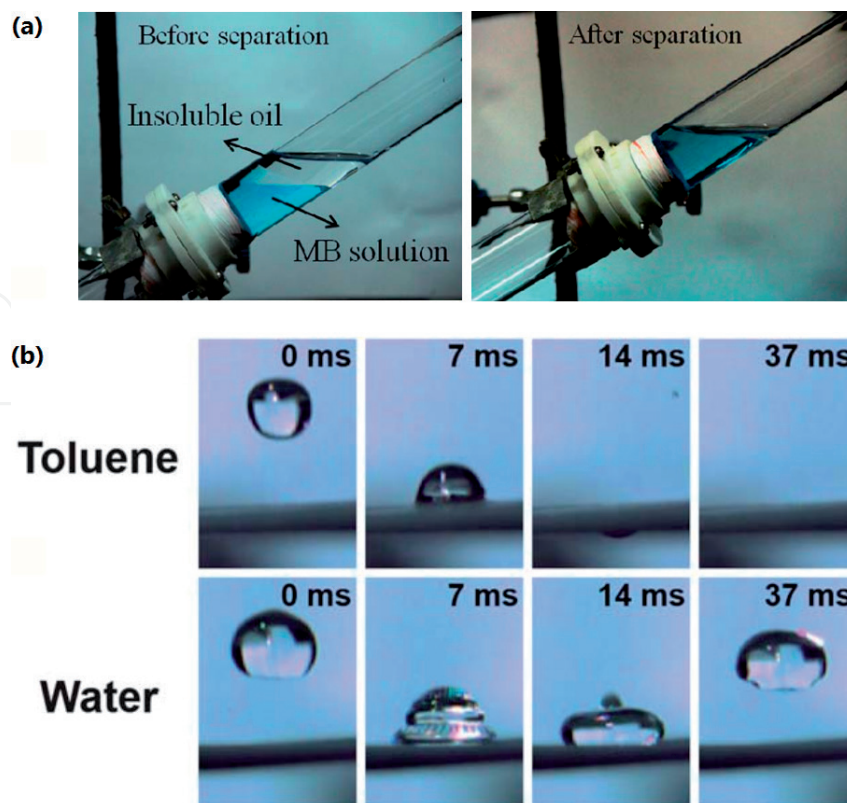 (a)
Before separation
After separation
Insoluble oil
MB solution
(b)
0 ms
7 ms
14 ms
37 ms
Toluene
0 ms
7 ms
14 ms
37 ms
Water